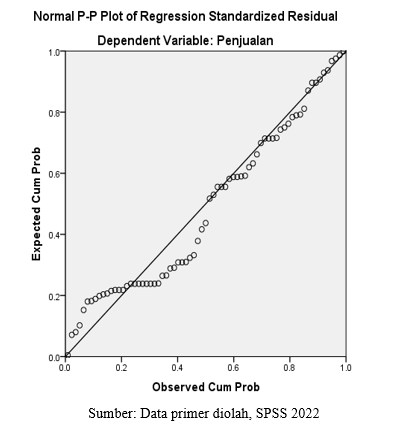 Normal P-P Plot of Regression Standardized Residual
Dependent Variable: Penjualan
1.0
0.8
0.6
0.4
0.2
0.0
Expected Cum Prob
0.0 0.2 0.4 0.6 0.8 1.0
Observed Cum Prob
Sumber: Data primer diolah, SPSS 2022